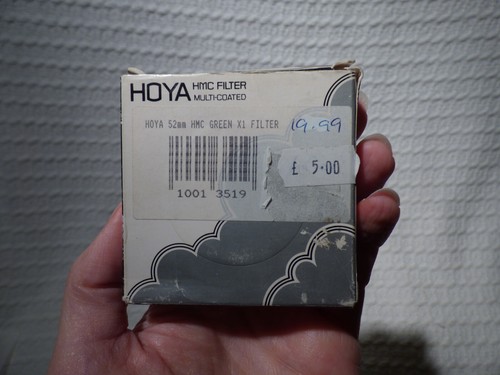 HOYA HMC FILTER
MULTI-COATED
HOYA 52mm HMC GREEN X1 FILTER
19.99
£ 5.00
1001 3519